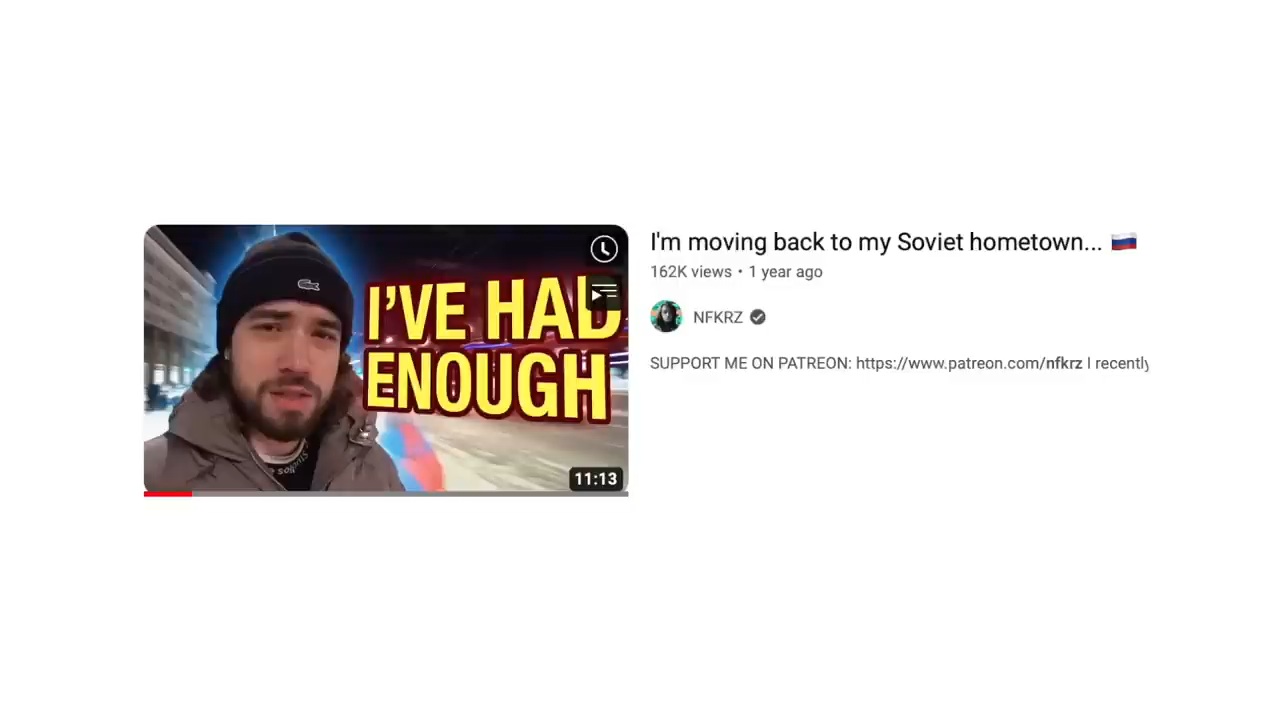 I'VE HAD
ENOUGH
11:13
I'm moving back to my Soviet hometown... 🇷🇺
162K views • 1 year ago
NFKRZ
SUPPORT ME ON PATREON: https://www.patreon.com/nfkrz I recently